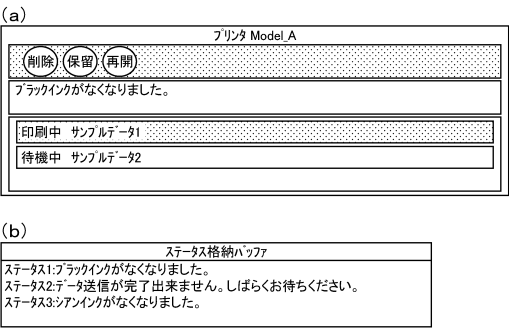 (a)
プリンタ Model_A
削除 保留 再開
ブラックインクがなくなりました。
印刷中 サンプルデータ1
待機中 サンプルデータ2
(b)
ステータス格納バッファ
ステータス1:ブラックインクがなくなりました。
ステータス2:データ送信が完了出来ません。しばらくお待ちください。
ステータス3:シアンインクがなくなりました。